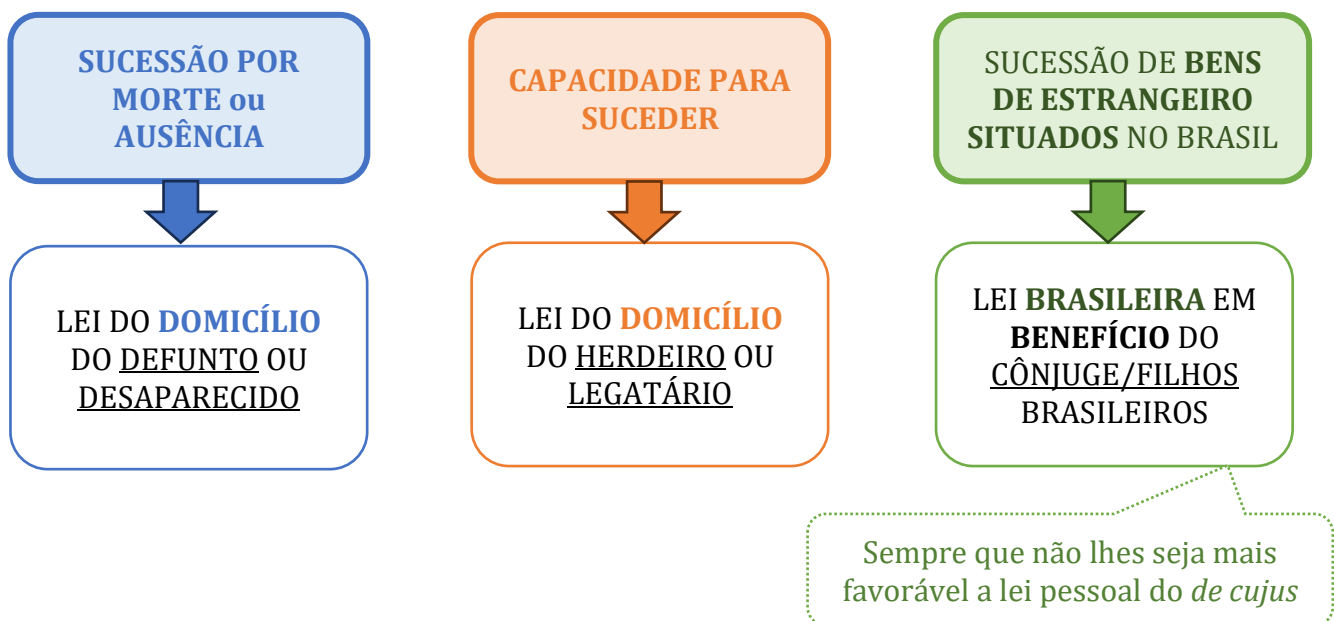 SUCESSÃO POR
MORTE ou
AUSÊNCIA
LEI DO DOMICÍLIO
DO DEFUNTO OU
DESAPARECIDO
CAPACIDADE PARA
SUCEDER
LEI DO DOMICÍLIO
DO HERDEIRO OU
LEGATÁRIO
SUCESSÃO DE BENS
DE ESTRANGEIRO
SITUADOS NO BRASIL
LEI BRASILEIRA EM
BENEFÍCIO DO
CÔNJUGE/FILHOS
BRASILEIROS
Sempre que não lhes seja mais
favorável a lei pessoal do de cujus